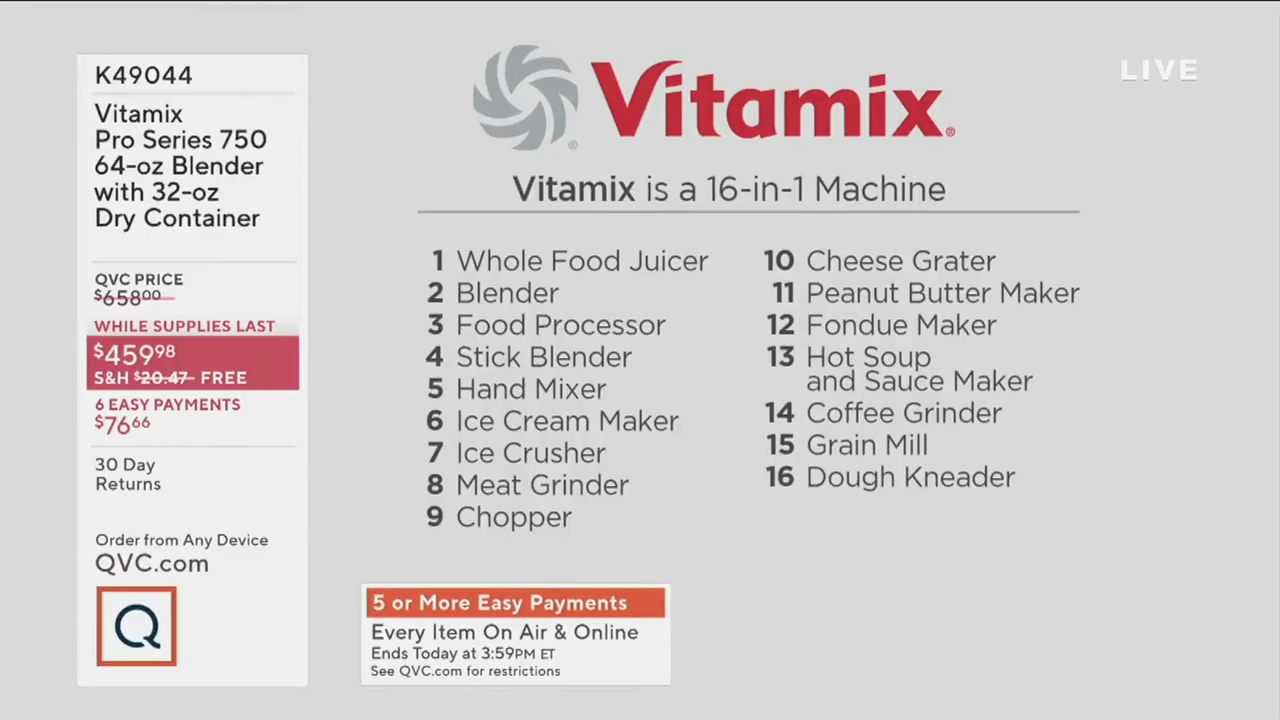 K49044
Vitamix
Pro Series 750
64-oz Blender
with 32-oz
Dry Container
QVC PRICE
$65800
WHILE SUPPLIES LAST
$45998
S&H $20.47 FREE
6 EASY PAYMENTS
$7666
30 Day
Returns
Order from Any Device
QVC.com
Q
Vitamix®
LIVE
Vitamix is a 16-in-1 Machine
1 Whole Food Juicer
2 Blender
3 Food Processor
4 Stick Blender
5 Hand Mixer
6 Ice Cream Maker
7 Ice Crusher
8 Meat Grinder
9 Chopper
10 Cheese Grater
11 Peanut Butter Maker
12 Fondue Maker
13 Hot Soup
and Sauce Maker
14 Coffee Grinder
15 Grain Mill
16 Dough Kneader
5 or More Easy Payments
Every Item On Air & Online
Ends Today at 3:59PM ET
See QVC.com for restrictions